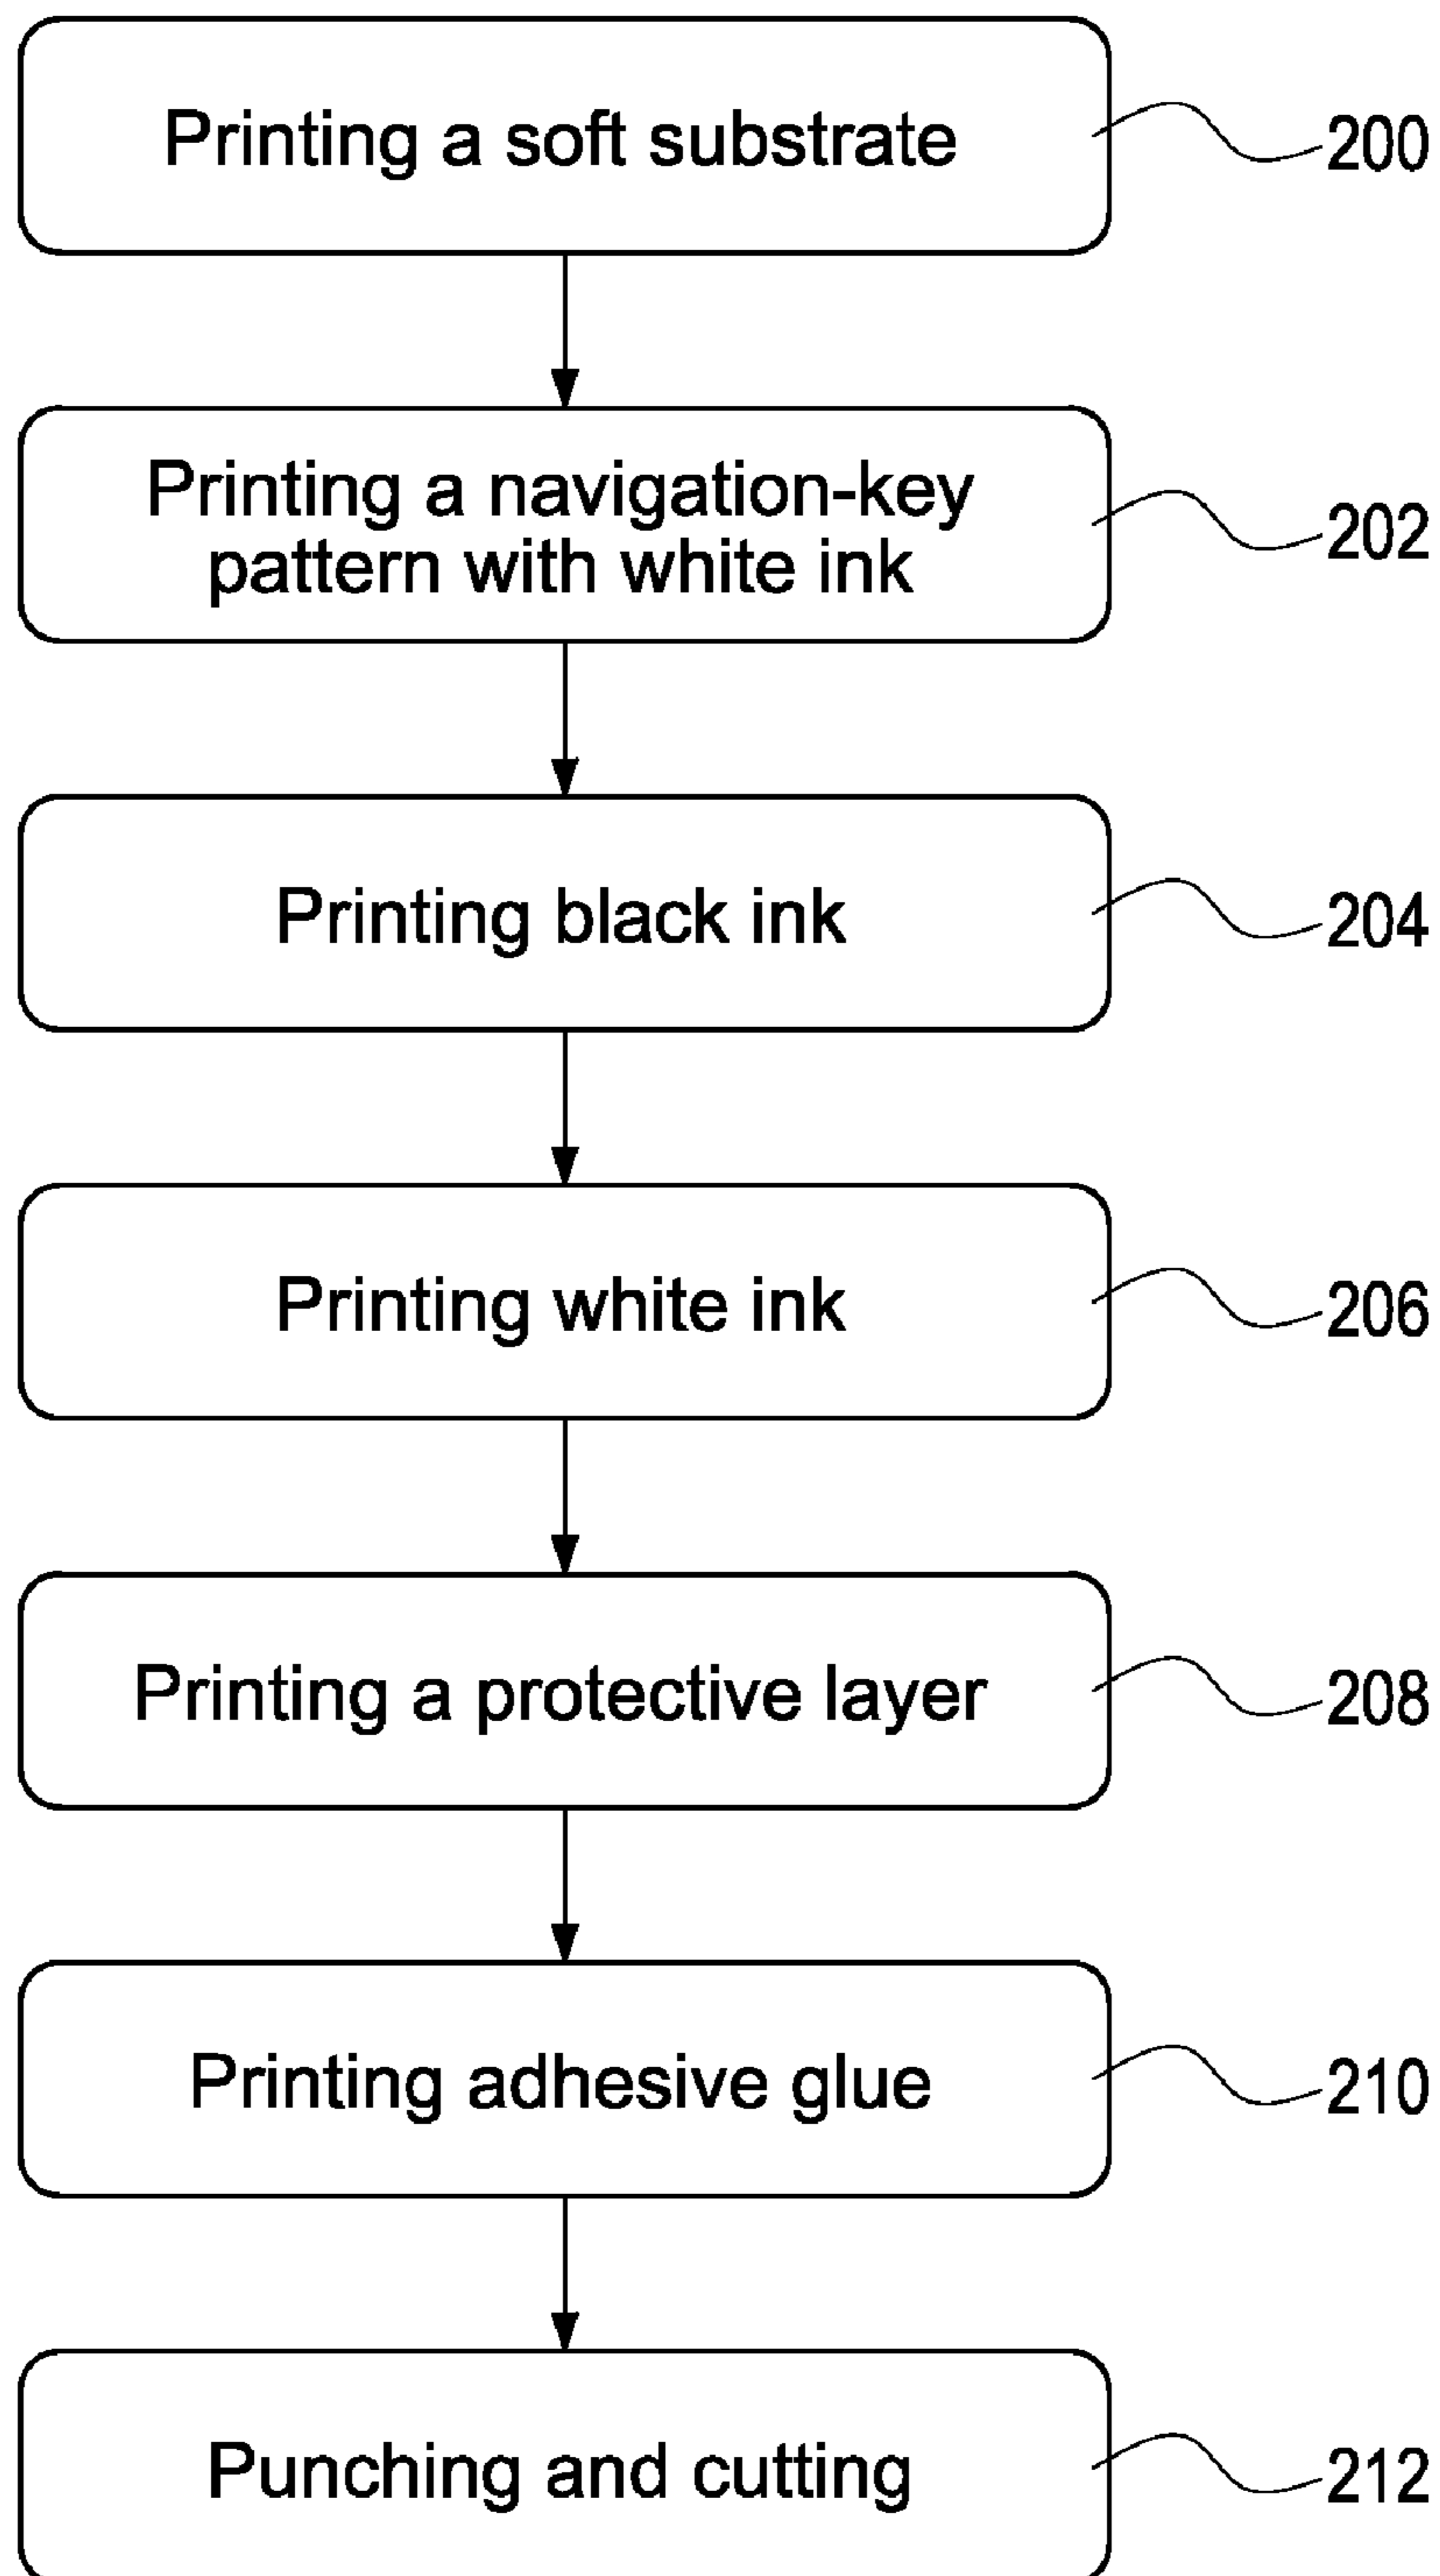 Printing a soft substrate
200
Printing a navigation-key
pattern with white ink
202
Printing black ink
204
Printing white ink
206
Printing a protective layer
208
Printing adhesive glue
210
Punching and cutting
212